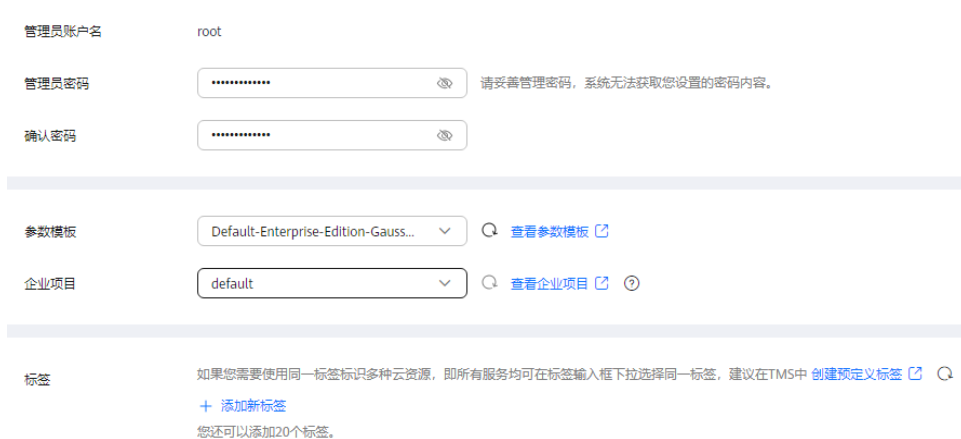 管理员账户名 root
管理员密码 ••••••••••••• 请妥善管理密码，系统无法获取您设置的密码内容。
确认密码 •••••••••••••
参数模板 Default-Enterprise-Edition-Gauss... 查看参数模板
企业项目 default 查看企业项目
标签 如果您需要使用同一标签标识多种云资源，即所有服务均可在标签输入框下拉选择同一标签，建议在TMS中 创建预定义标签
+ 添加新标签
您还可以添加20个标签。